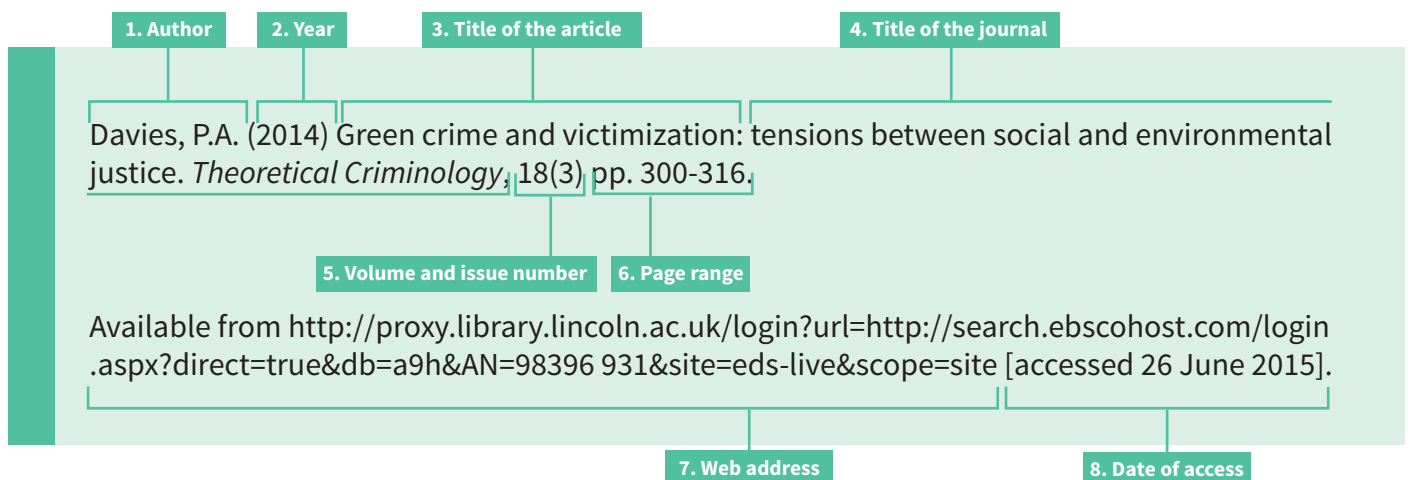 1. Author 2. Year 3. Title of the article 4. Title of the journal
Davies, P.A. (2014) Green crime and victimization: tensions between social and environmental
justice. Theoretical Criminology, 18(3) pp. 300-316.
5. Volume and issue number 6. Page range
Available from http://proxy.library.lincoln.ac.uk/login?url=http://search.ebscohost.com/login
.aspx?direct=true&db=a9h&AN=98396 931&site=eds-live&scope=site [accessed 26 June 2015].
7. Web address 8. Date of access